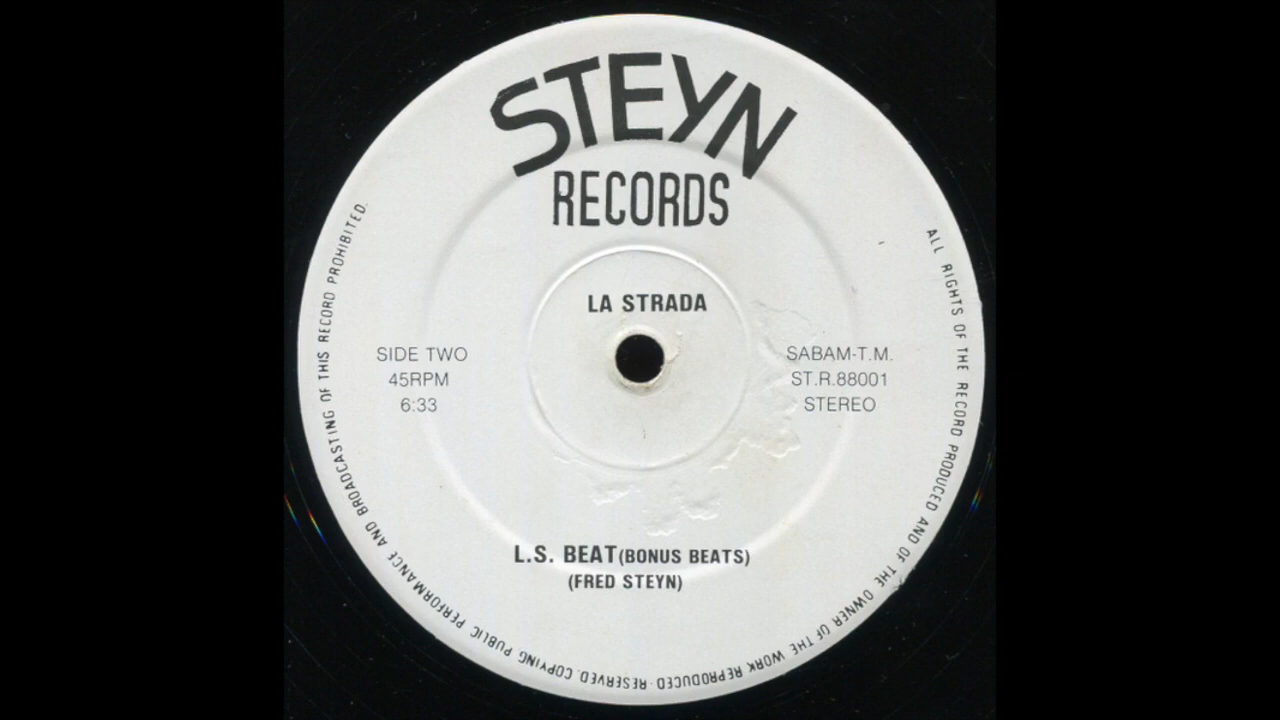 STEYN
RECORDS
LA STRADA
SIDE TWO
45RPM
6:33
SABAM-T.M.
ST.R.88001
STEREO
L.S. BEAT(BONUS BEATS)
(FRED STEYN)
ALL RIGHTS OF THE RECORD PRODUCED AND OF THE OWNER OF THE WORK REPRODUCED·RESERVED.COPYING PUBLIC PERFORMANCE AND BROADCASTING OF THIS RECORD PROHIBITED.